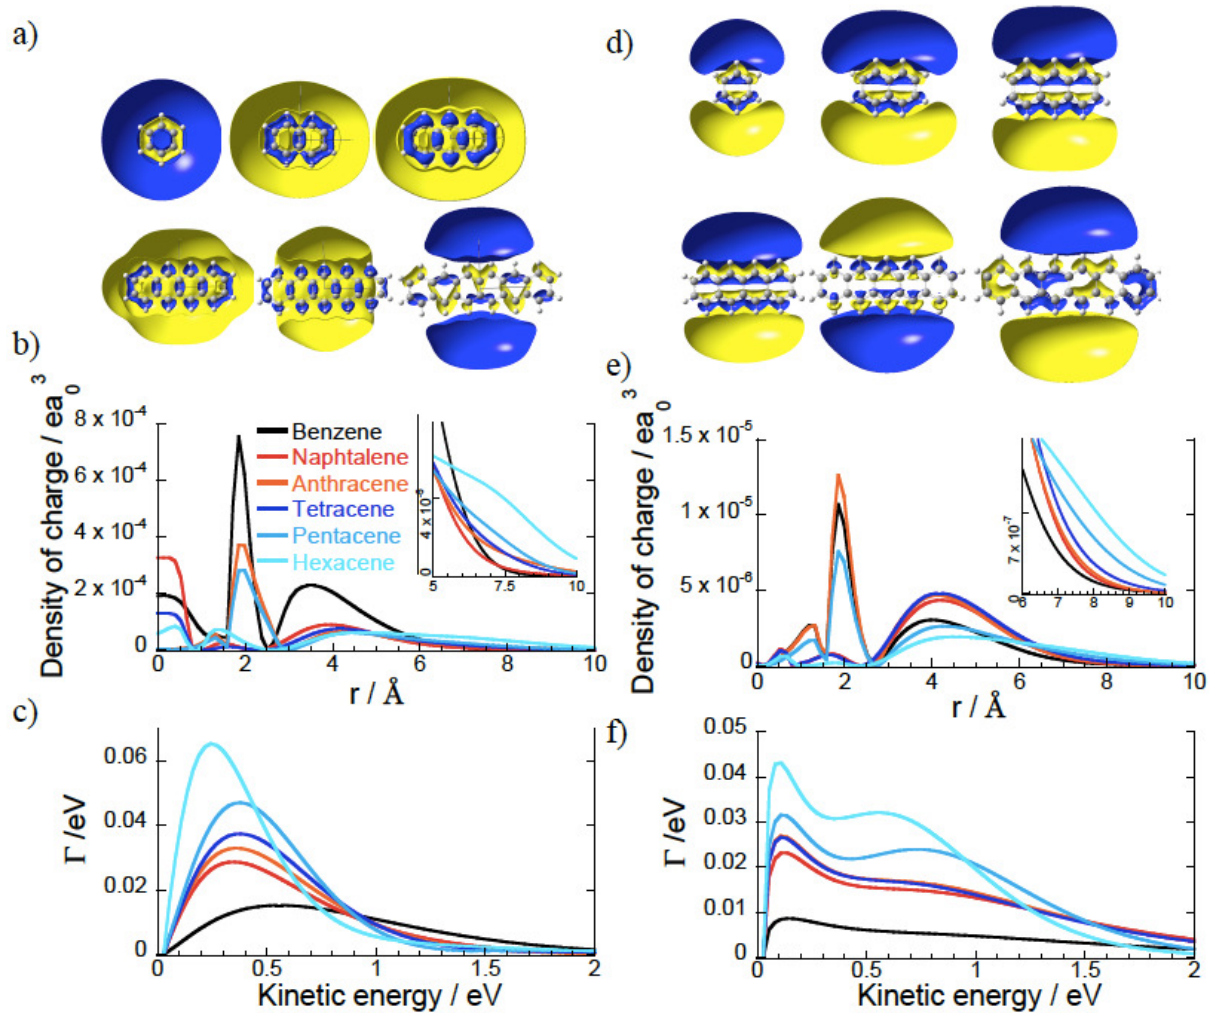 a)
b)
Density of charge / ea₀³
8 x 10⁻⁴
6 x 10⁻⁴
4 x 10⁻⁴
2 x 10⁻⁴
0
Benzene
Naphtalene
Anthracene
Tetracene
Pentacene
Hexacene
0
5 7.5 10
0 2 4 6 8 10
r / Å
c)
Γ /eV
0.06
0.04
0.02
0
0 0.5 1 1.5 2
Kinetic energy / eV
d)
e)
Density of charge / ea₀³
1.5 x 10⁻⁵
1 x 10⁻⁵
5 x 10⁻⁶
0
7 x 10⁻⁷
0
6 7 8 9 10
0 2 4 6 8 10
r / Å
f)
Γ /eV
0.05
0.04
0.03
0.02
0.01
0
0 0.5 1 1.5 2
Kinetic energy / eV